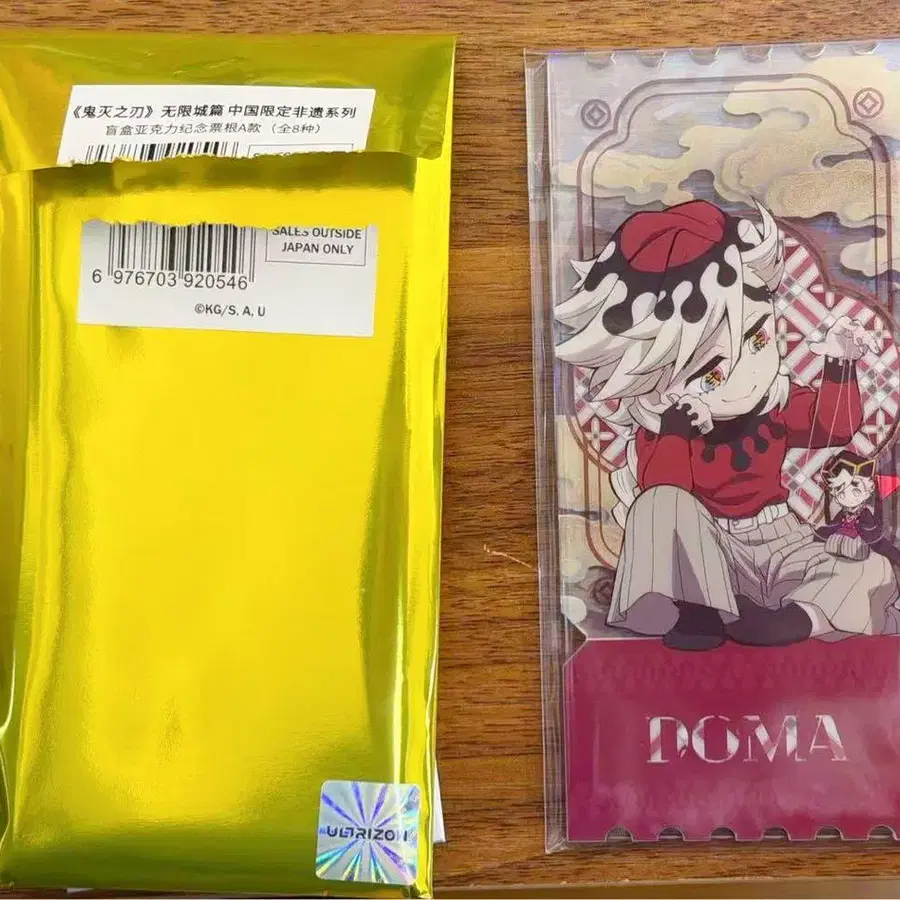 《鬼灭之刃》无限城篇 中国限定非遗系列
盲盒亚克力纪念票根A款 (全8种)
SALES OUTSIDE
JAPAN ONLY
6 976703 920546
©KG/S, A, U
ULTRIZON
DOMA